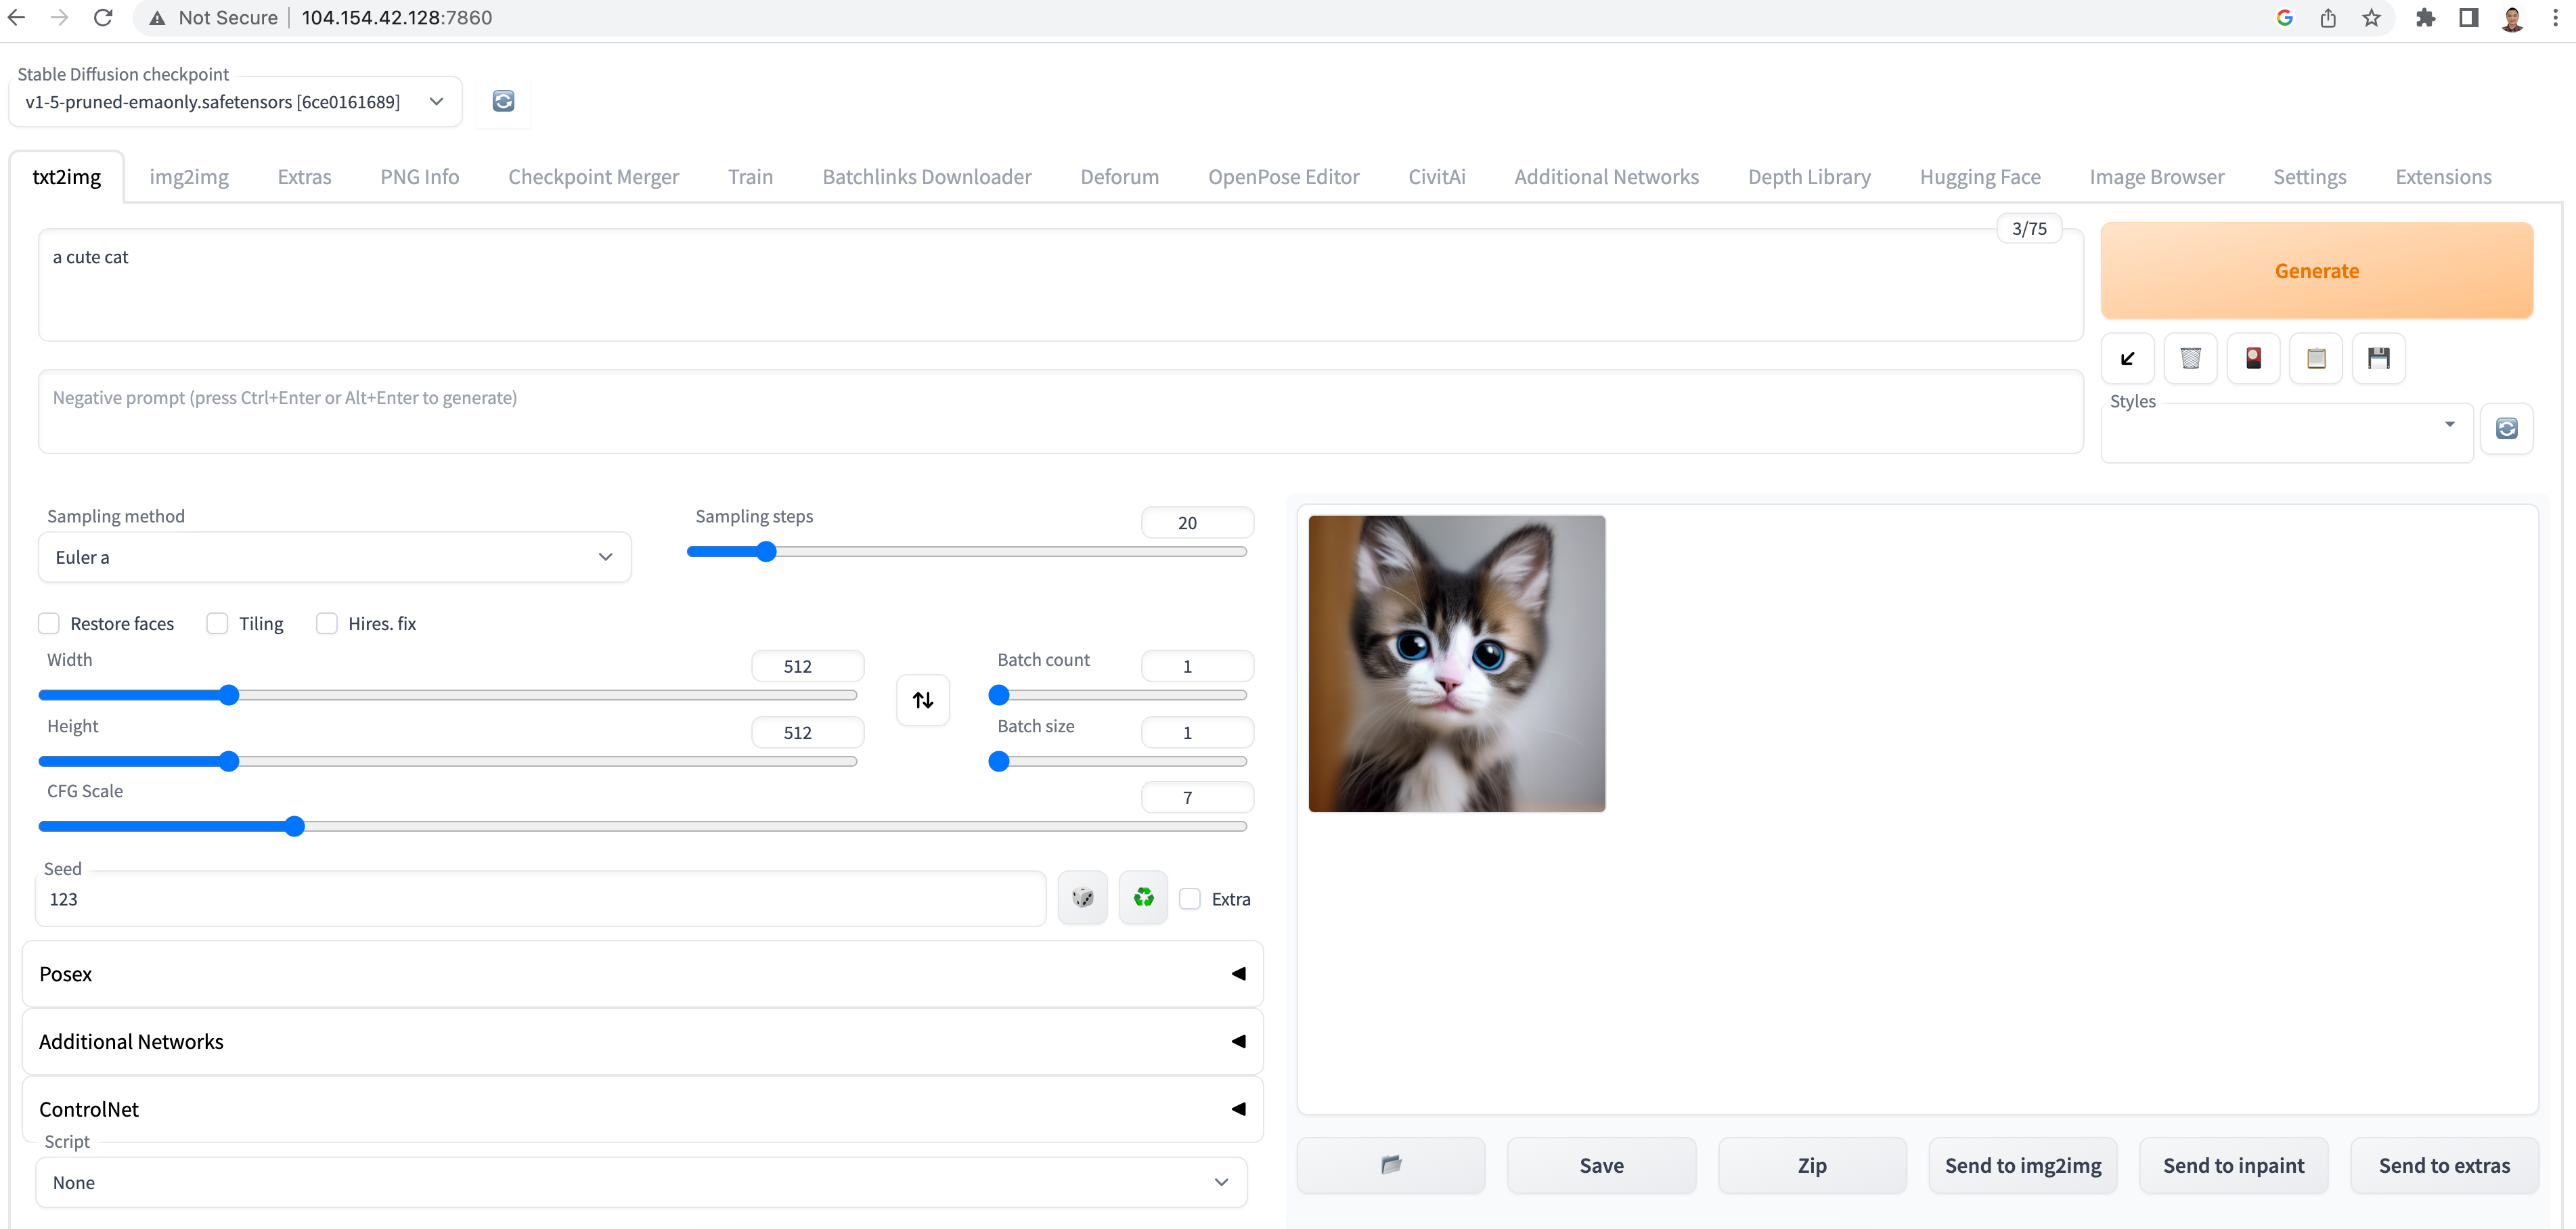 Not Secure | 104.154.42.128:7860
Stable Diffusion checkpoint
v1-5-pruned-emaonly.safetensors [6ce0161689]
txt2img img2img Extras PNG Info Checkpoint Merger Train Batchlinks Downloader Deforum OpenPose Editor CivitAi Additional Networks Depth Library Hugging Face Image Browser Settings Extensions
3/75
a cute cat
Generate
Negative prompt (press Ctrl+Enter or Alt+Enter to generate)
Styles
Sampling method
Euler a
Sampling steps
20
Restore faces Tiling Hires. fix
Width
512
Height
512
Batch count
1
Batch size
1
CFG Scale
7
Seed
123
Extra
Posex
Additional Networks
ControlNet
Script
None
Save Zip Send to img2img Send to inpaint Send to extras